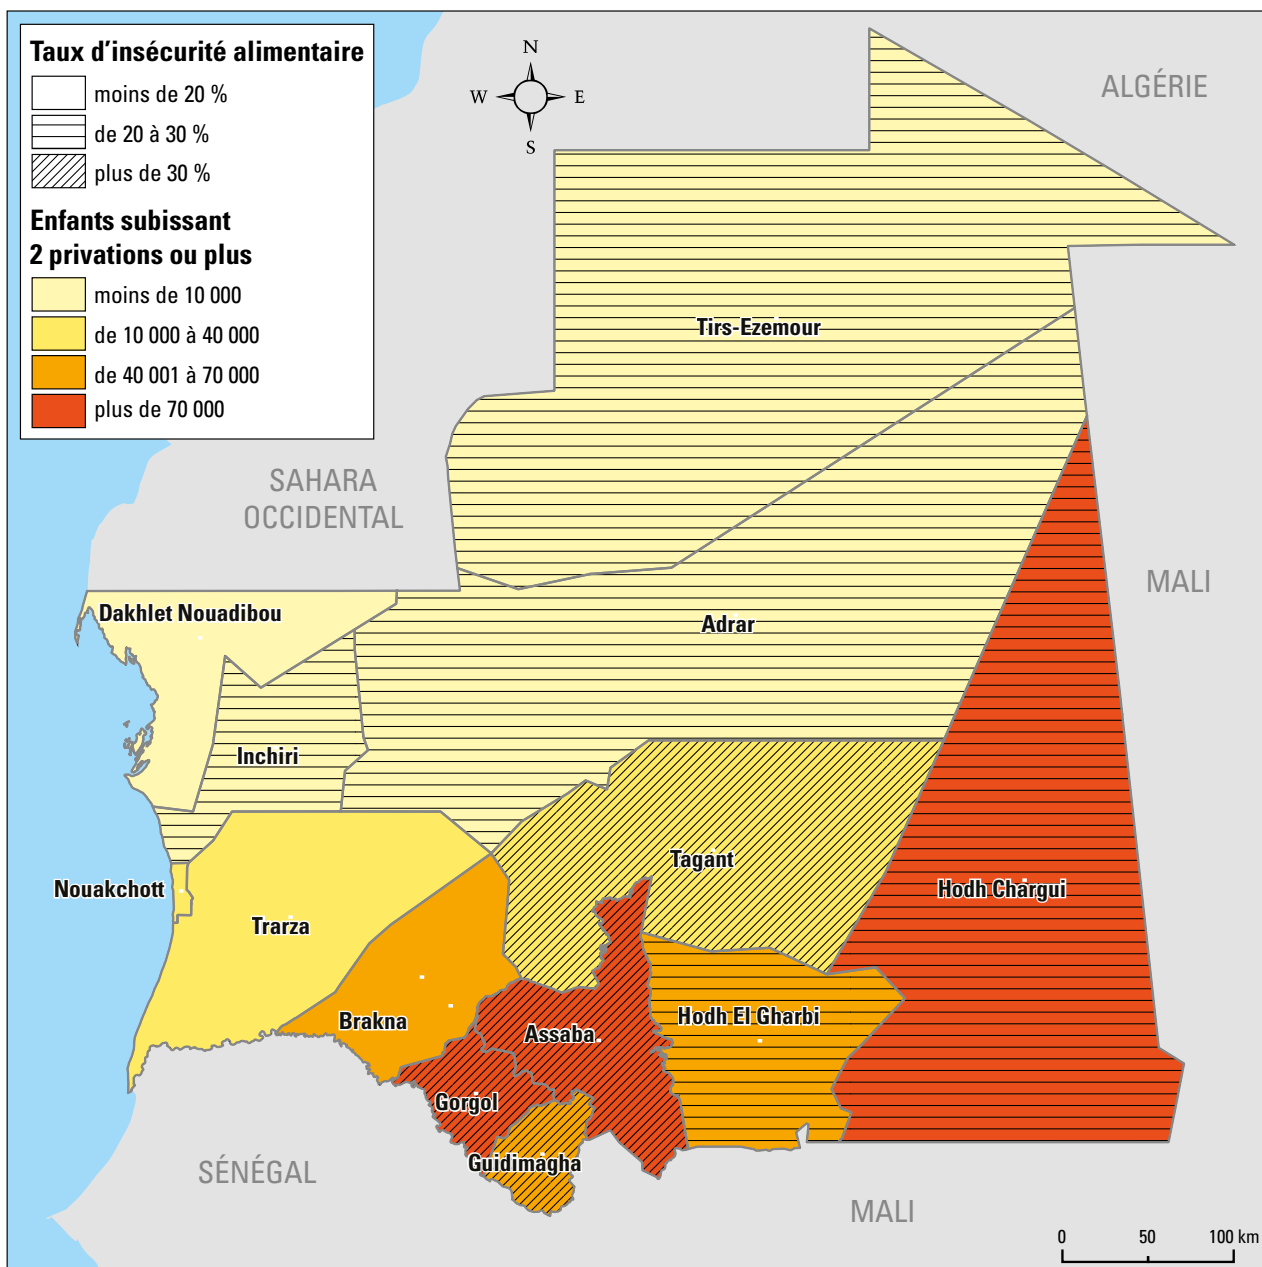 Taux d’insécurité alimentaire
moins de 20 %
de 20 à 30 %
plus de 30 %
Enfants subissant
2 privations ou plus
moins de 10 000
de 10 000 à 40 000
de 40 001 à 70 000
plus de 70 000
N
W
E
S
ALGÉRIE
Tirs-Ezemour
SAHARA
OCCIDENTAL
MALI
Dakhlet Nouadibou
Adrar
Inchiri
Tagant
Nouakchott
Hodh Chargui
Trarza
Brakna
Hodh El Gharbi
Assaba
Gorgol
Guidimagha
SÉNÉGAL
MALI
0 50 100 km